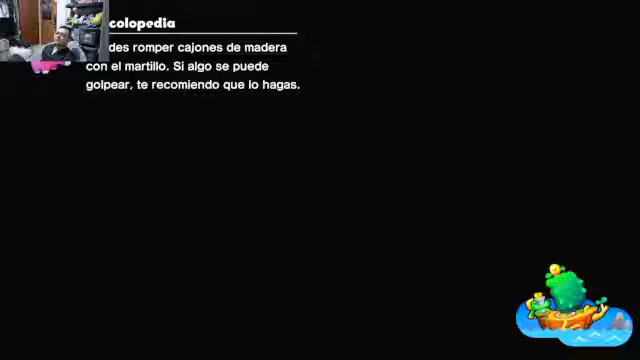 colopedia
des romper cajones de madera
con el martillo. Si algo se puede
golpear, te recomiendo que lo hagas.